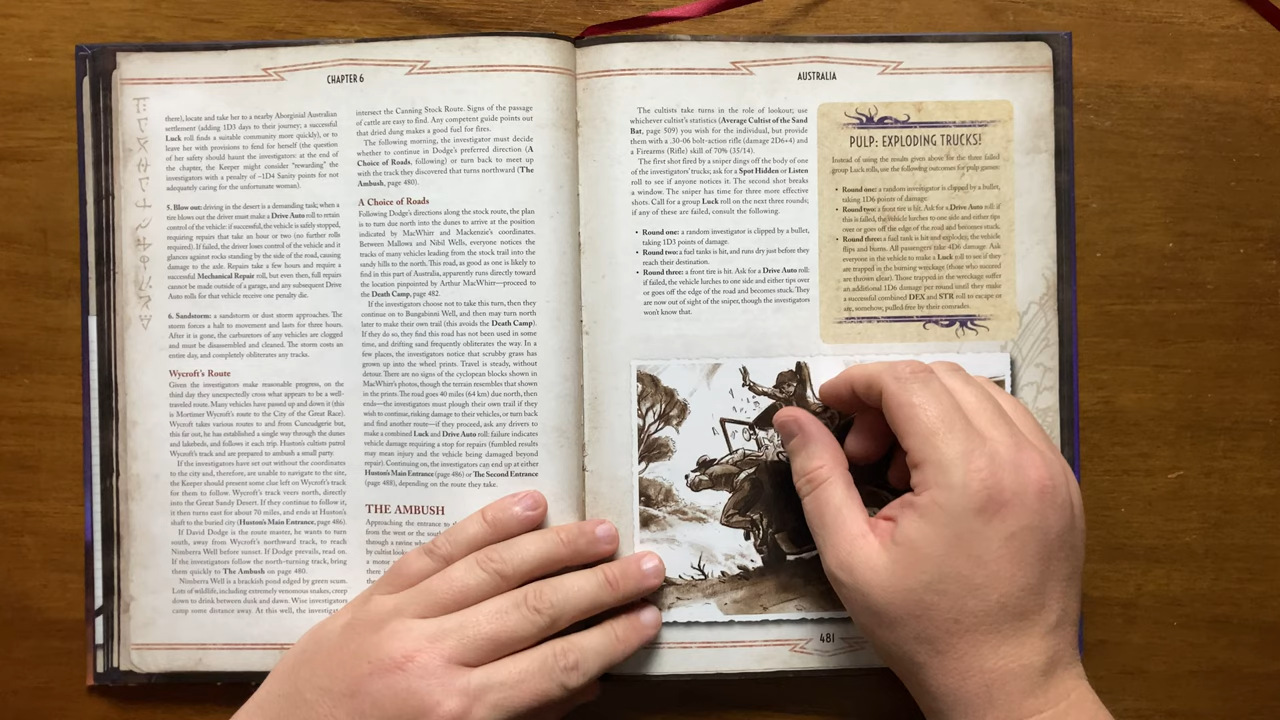 CHAPTER 6
there), locate and take her to a nearby Aborginial Australian
settlement (adding 1D3 days to their journey; a successful
Luck roll finds a suitable community more quickly), or to
leave her with provisions to fend for herself (the question
of her safety should haunt the investigators: at the end of
the chapter, the Keeper might consider "rewarding" the
investigators with a penalty of –1D4 Sanity points for not
adequately caring for the unfortunate woman).
5. Blow out: driving in the desert is a demanding task; when a
tire blows out the driver must make a Drive Auto roll to retain
control of the vehicle: if successful, the vehicle is safely stopped,
requiring repairs that take an hour or two (no further rolls
required). If failed, the driver loses control of the vehicle and it
glances against rocks standing by the side of the road, causing
damage to the axle. Repairs take a few hours and require a
successful Mechanical Repair roll, but even then, full repairs
cannot be made outside of a garage, and any subsequent Drive
Auto rolls for that vehicle receive one penalty die.
6. Sandstorm: a sandstorm or dust storm approaches. The
storm forces a halt to movement and lasts for three hours.
After it is gone, the carburetors of any vehicles are clogged
and must be disassembled and cleaned. The storm costs an
entire day, and completely obliterates any tracks.
Wycroft's Route
Given the investigators make reasonable progress, on the
third day they unexpectedly cross what appears to be a well-
traveled route. Many vehicles have passed up and down it (this
is Mortimer Wycroft's route to the City of the Great Race).
Wycroft takes various routes to and from Cuncudgerie but,
this far out, he has established a single way through the dunes
and lakebeds, and follows it each trip. Huston's cultists patrol
Wycroft's track and are prepared to ambush a small party.
If the investigators have set out without the coordinates
to the city and, therefore, are unable to navigate to the site,
the Keeper should present some clue left on Wycroft's track
for them to follow. Wycroft's track veers north, directly
into the Great Sandy Desert. If they continue to follow it,
it then turns east for about 70 miles, and ends at Huston's
shaft to the buried city (Huston's Main Entrance, page 486).
If David Dodge is the route master, he wants to turn
south, away from Wycroft's northward track, to reach
Nimberra Well before sunset. If Dodge prevails, read on.
If the investigators follow the north-turning track, bring
them quickly to The Ambush on page 480.
Nimberra Well is a brackish pond edged by green scum.
Lots of wildlife, including extremely venomous snakes, creep
down to drink between dusk and dawn. Wise investigators
camp some distance away. At this well, the investigators
intersect the Canning Stock Route. Signs of the passage
of cattle are easy to find. Any competent guide points out
that dried dung makes a good fuel for fires.
The following morning, the investigator must decide
whether to continue in Dodge's preferred direction (A
Choice of Roads, following) or turn back to meet up
with the track they discovered that turns northward (The
Ambush, page 480).
A Choice of Roads
Following Dodge's directions along the stock route, the plan
is to turn due north into the dunes to arrive at the position
indicated by MacWhirr and Mackenzie's coordinates.
Between Mallowa and Nibil Wells, everyone notices the
tracks of many vehicles leading from the stock trail into the
sandy hills to the north. This road, as good as one is likely to
find in this part of Australia, apparently runs directly toward
the location pinpointed by Arthur MacWhirr—proceed to
the Death Camp, page 482.
If the investigators choose not to take this turn, then they
continue on to Bungabinni Well, and then may turn north
later to make their own trail (this avoids the Death Camp).
If they do so, they find this road has not been used in some
time, and drifting sand frequently obliterates the way. In a
few places, the investigators notice that scrubby grass has
grown up into the wheel prints. Travel is steady, without
detour. There are no signs of the cyclopean blocks shown in
MacWhirr's photos, though the terrain resembles that shown
in the prints. The road goes 40 miles (64 km) due north, then
ends—the investigators must plough their own trail if they
wish to continue, risking damage to their vehicles, or turn back
and find another route—if they press on, ask any drivers to
make a combined Luck and Drive Auto roll: failure indicates
vehicle damage requiring a stop for repairs (fumbled results
may mean injury and the vehicle being damaged beyond
repair). Continuing on, the investigators can end up at either
Huston's Main Entrance (page 486) or The Second Entrance
(page 488), depending on the route they take.
THE AMBUSH
Approaching the entrance to
from the west or the
through a ravine
by cultist
a motor
there
the
AUSTRALIA
The cultists take turns in the role of lookout; use
whichever cultist's statistics (Average Cultist of the Sand
Bat, page 509) you wish for the individual, but provide
them with a .30-06 bolt-action rifle (damage 2D6+4) and
a Firearms (Rifle) skill of 70% (35/14).
The first shot fired by a sniper dings off the body of one
of the investigators' trucks; ask for a Spot Hidden or Listen
roll to see if anyone notices it. The second shot breaks
a window. The sniper has time for three more effective
shots. Call for a group Luck roll on the next three rounds;
if any of these are failed, consult the following.
• Round one: a random investigator is clipped by a bullet,
taking 1D3 points of damage.
• Round two: a fuel tank is hit, and runs dry just before they
reach their destination.
• Round three: a front tire is hit. Ask for a Drive Auto roll:
if failed, the vehicle lurches to one side and either tips over
or goes off the edge of the road and becomes stuck. They
are now out of sight of the sniper, though the investigators
won't know that.
PULP: EXPLODING TRUCKS!
Instead of using the results given above for the three failed
group Luck rolls, use the following outcomes for pulp games:
• Round one: a random investigator is clipped by a bullet,
taking 1D6 points of damage.
• Round two: a front tire is hit. Ask for a Drive Auto roll: if
this is failed, the vehicle lurches to one side and either tips
over or goes off the edge of the road and becomes stuck.
• Round three: a fuel tank is hit and explodes; the vehicle
flips and burns. All passengers take 4D6 damage. Ask
everyone in the vehicle to make a Luck roll to see if they
are trapped in the burning wreckage (those who succeed
are thrown clear). Those trapped in the wreckage suffer
an additional 1D6 damage per round until they make
a successful combined DEX and STR roll to escape or
are, somehow, pulled free by their comrades.
481